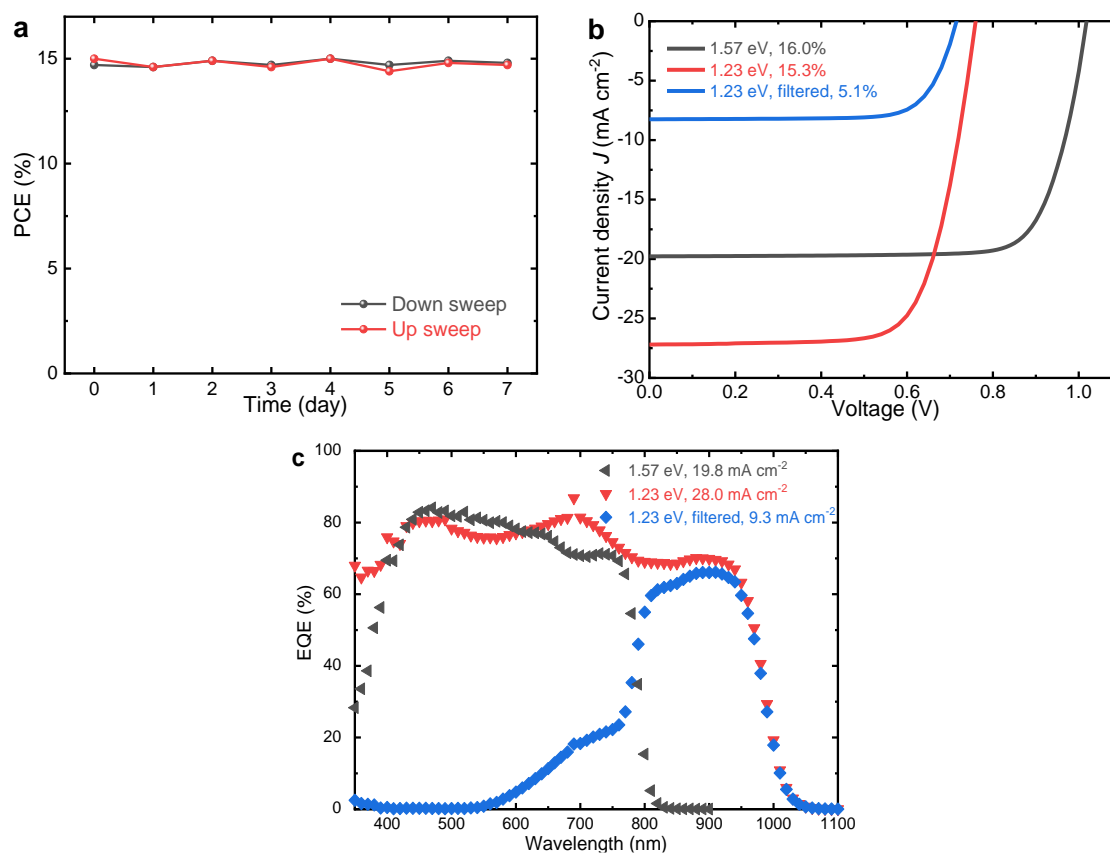 a
PCE (%)
15
10
5
0
0 1 2 3 4 5 6 7
Time (day)
Down sweep
Up sweep
b
Current density J (mA cm-2)
0
-5
-10
-15
-20
-25
-30
0.0 0.2 0.4 0.6 0.8 1.0
Voltage (V)
1.57 eV, 16.0%
1.23 eV, 15.3%
1.23 eV, filtered, 5.1%
c
EQE (%)
100
80
60
40
20
0
400 500 600 700 800 900 1000 1100
Wavelength (nm)
1.57 eV, 19.8 mA cm-2
1.23 eV, 28.0 mA cm-2
1.23 eV, filtered, 9.3 mA cm-2